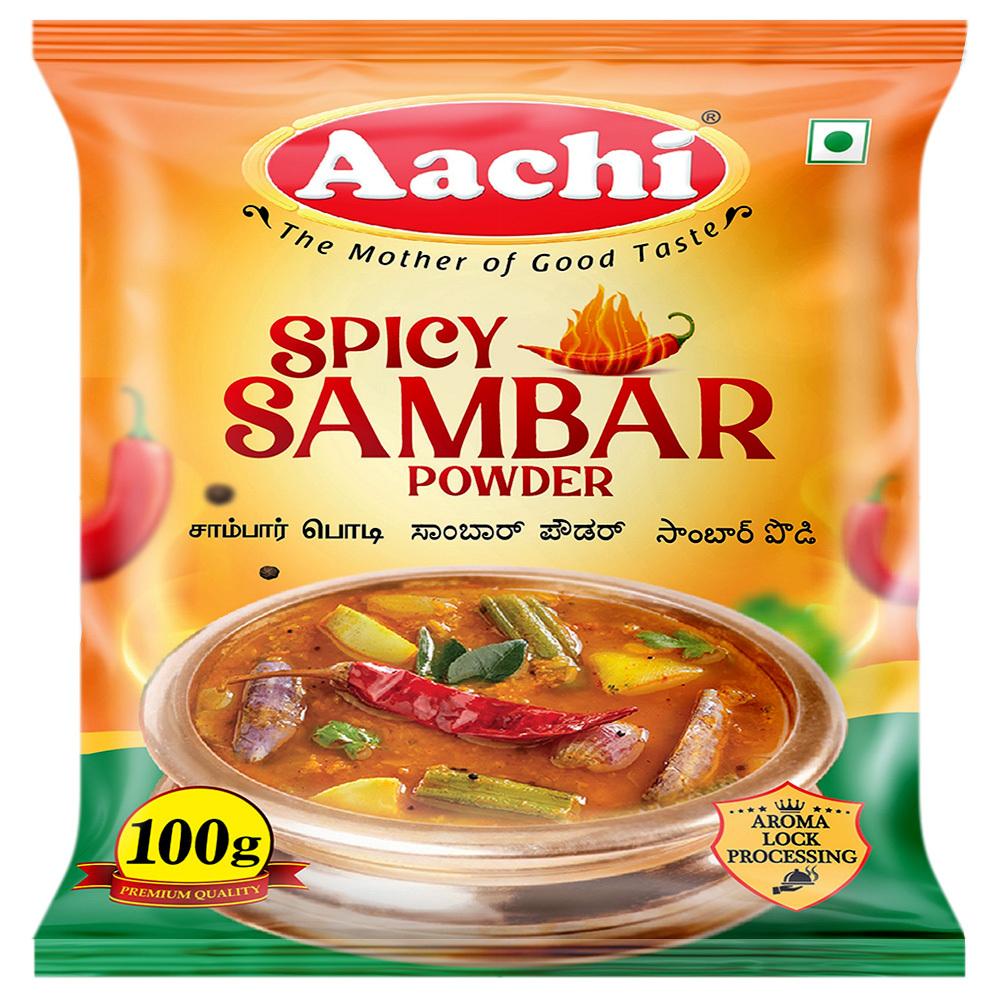 Aachi®
The Mother of Good Taste
SPICY
SAMBAR
POWDER
சாம்பார் பொடி ಸಾಂಬಾರ್ ಪೌಡರ್ సాంబార్ పొడి
100g
PREMIUM QUALITY
AROMA
LOCK
PROCESSING